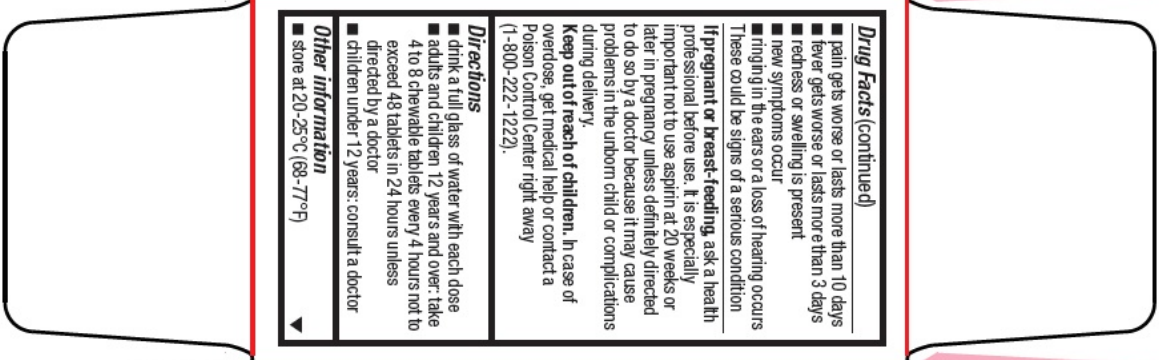 Drug Facts (continued)
■ pain gets worse or lasts more than 10 days
■ fever gets worse or lasts more than 3 days
■ redness or swelling is present
■ new symptoms occur
■ ringing in the ears or a loss of hearing occurs
These could be signs of a serious condition
If pregnant or breast-feeding, ask a health
professional before use. It is especially
important not to use aspirin at 20 weeks or
later in pregnancy unless definitely directed
to do so by a doctor because it may cause
problems in the unborn child or complications
during delivery.
Keep out of reach of children. In case of
overdose, get medical help or contact a
Poison Control Center right away
(1-800-222-1222).
Directions
■ drink a full glass of water with each dose
■ adults and children 12 years and over: take
4 to 8 chewable tablets every 4 hours not to
exceed 48 tablets in 24 hours unless
directed by a doctor
■ children under 12 years: consult a doctor
Other information
■ store at 20-25°C (68-77°F)